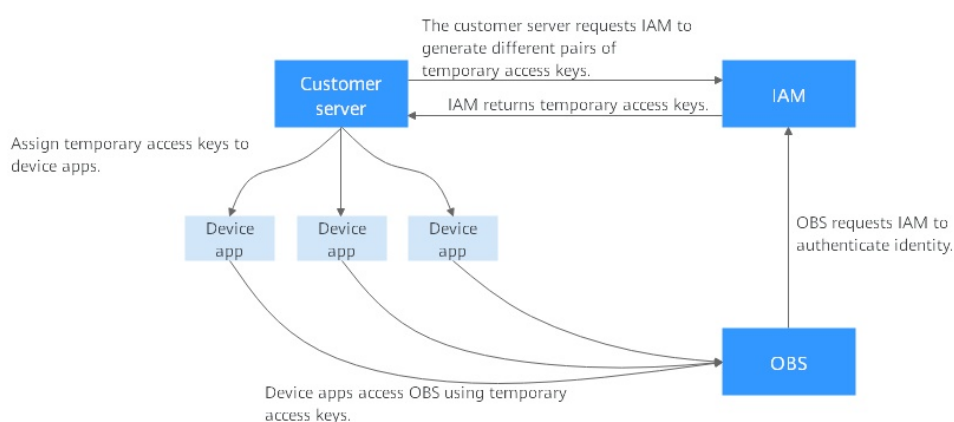 The customer server requests IAM to
generate different pairs of
temporary access keys.
Customer
server
IAM
IAM returns temporary access keys.
Assign temporary access keys to
device apps.
Device
app
Device
app
Device
app
OBS requests IAM to
authenticate identity.
OBS
Device apps access OBS using temporary
access keys.